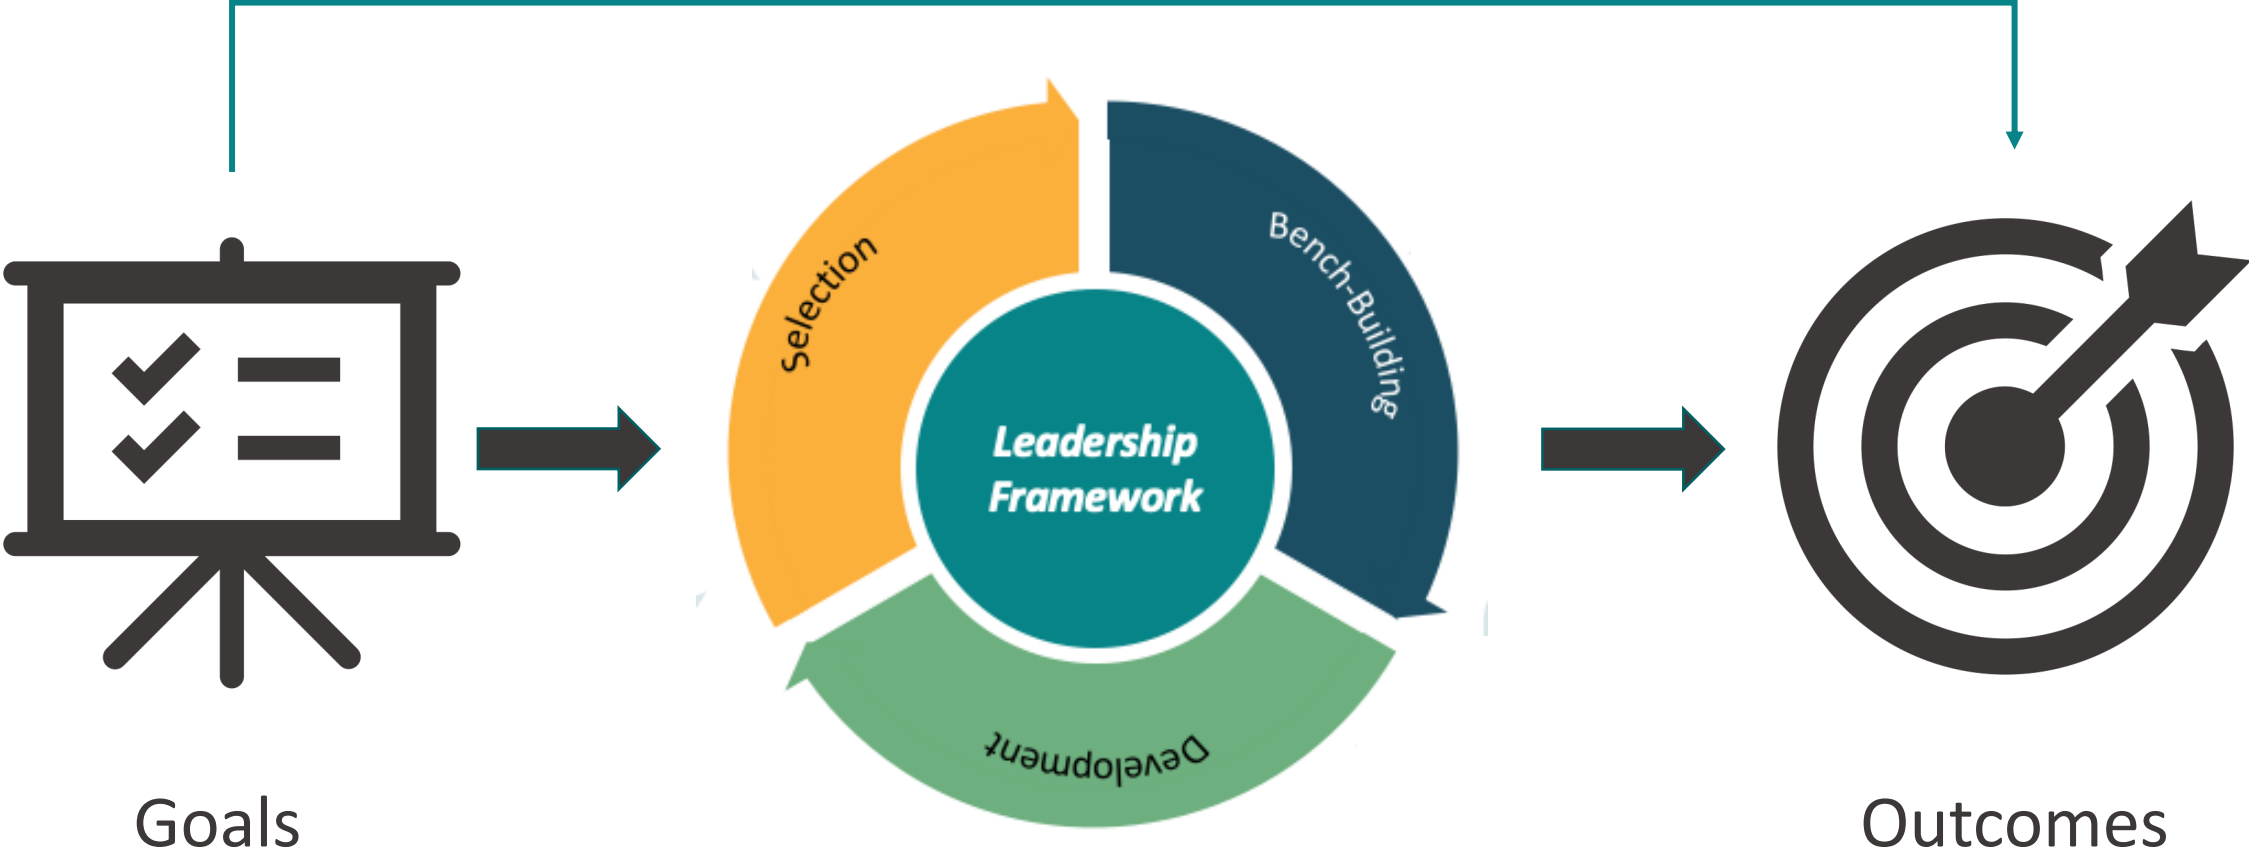 Selection
Bench-Building
Leadership
Framework
Development
Goals
Outcomes